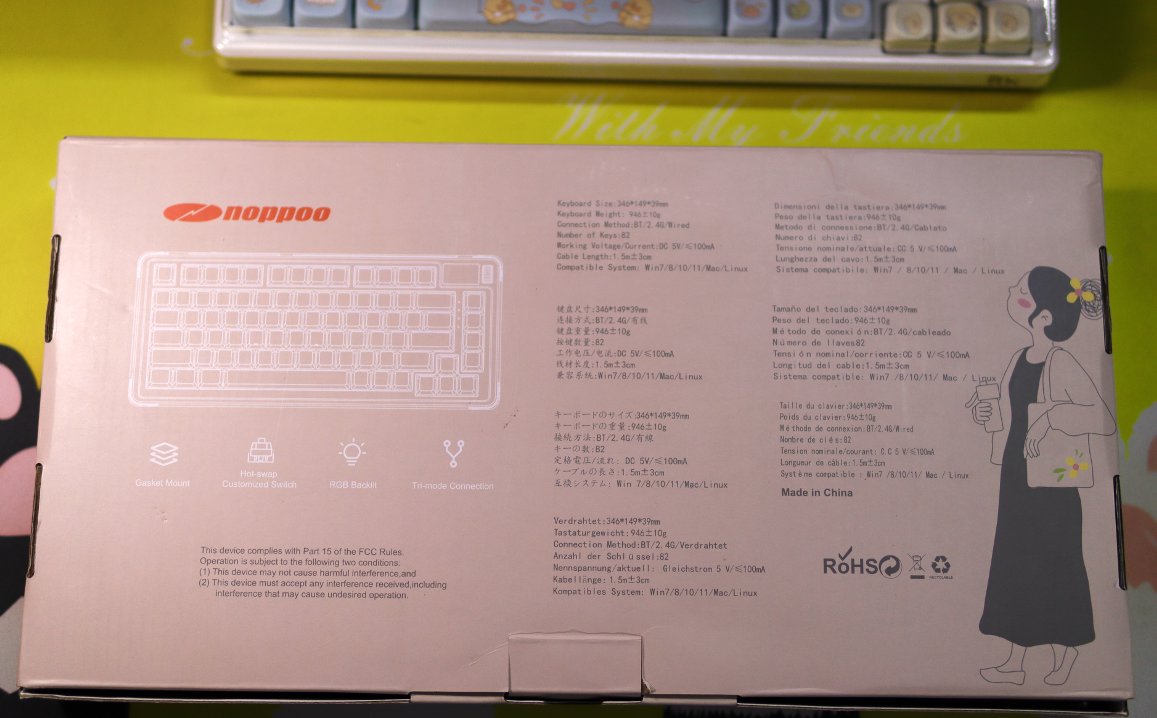 With My Friends
noppoo
Gasket Mount
Hot-swap
Customized Switch
RGB Backlit
Tri-mode Connection
This device complies with Part 15 of the FCC Rules.
Operation is subject to the following two conditions:
(1) This device may not cause harmful interference,and
(2) This device must accept any interference received,including
interference that may cause undesired operation.
Keyboard Size:346*149*39mm
Keyboard Weight: 946±10g
Connection Method:BT/2.4G/Wired
Number of Keys:82
Working Voltage/Current:DC 5V/≤100mA
Cable Length:1.5m±3cm
Compatible System: Win7/8/10/11/Mac/Linux
键盘尺寸:346*149*39mm
连接方式:BT/2.4G/有线
键盘重量:946±10g
按键数量:82
工作电压/电流:DC 5V/≤100mA
线材长度:1.5m±3cm
兼容系统:Win7/8/10/11/Mac/Linux
キーボードのサイズ:346*149*39mm
キーボードの重量:946±10g
接続方法:BT/2.4G/有線
キーの数:82
定格電圧/流れ: DC 5V/≤100mA
ケーブルの長さ:1.5m±3cm
互換システム: Win 7/8/10/11/Mac/Linux
Verdrahtet:346*149*39mm
Tastaturgewicht:946±10g
Connection Method:BT/2.4G/Verdrahtet
Anzahl der Schlüssel:82
Nennspannung/aktuell: Gleichstron 5 V/≤100mA
Kabellänge: 1.5m±3cm
Kompatibles System: Win7/8/10/11/Mac/Linux
Dimensioni della tastiera:346*149*39mm
Peso della tastiera:946±10g
Metodo di connessione:BT/2.4G/Cablato
Numero di chiavi:82
Tensione nominale/attuale: CC 5 V/≤100mA
Lunghezza del cavo:1.5m±3cm
Sistema compatibile: Win7 / 8/10/11 / Mac / Linux
Tamaño del teclado:346*149*39mm
Peso del teclado:946±10g
Método de conexión:BT/2.4G/cableado
Número de llaves82
Tensión nominal/corriente:CC 5 V/≤100mA
Longitud del cable:1.5m±3cm
Sistema compatible: Win7 /8/10/11/ Mac / Linux
Taille du clavier:346*149*39mm
Poids du clavier:946±10g
Méthode de connexion:BT/2.4G/Wired
Nombre de clés:82
Tension nominale/courant: C.C 5 V/≤100mA
Longueur de câble:1.5m±3cm
Système compatible : Win7 /8/10/11/ Mac / Linux
Made in China
RoHS
RECYCLABLE